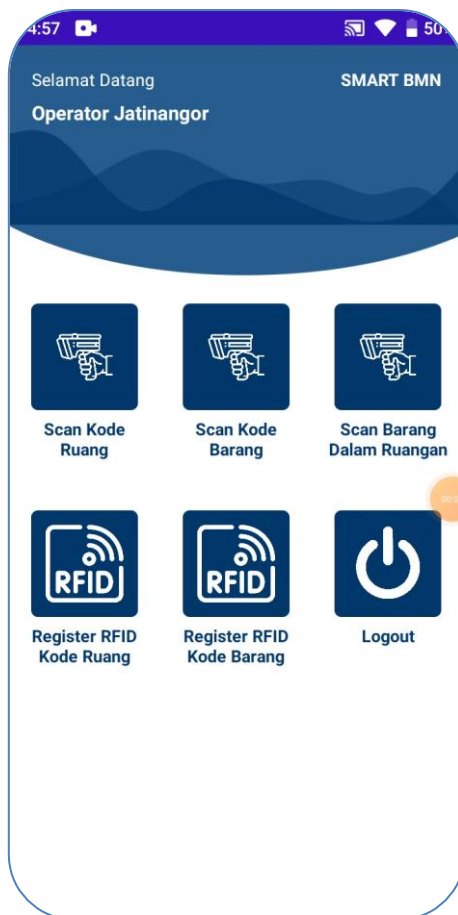 4:57
50%
Selamat Datang
SMART BMN
Operator Jatinangor
Scan Kode
Ruang
Scan Kode
Barang
Scan Barang
Dalam Ruangan
RFID
RFID
Register RFID
Kode Ruang
Register RFID
Kode Barang
Logout